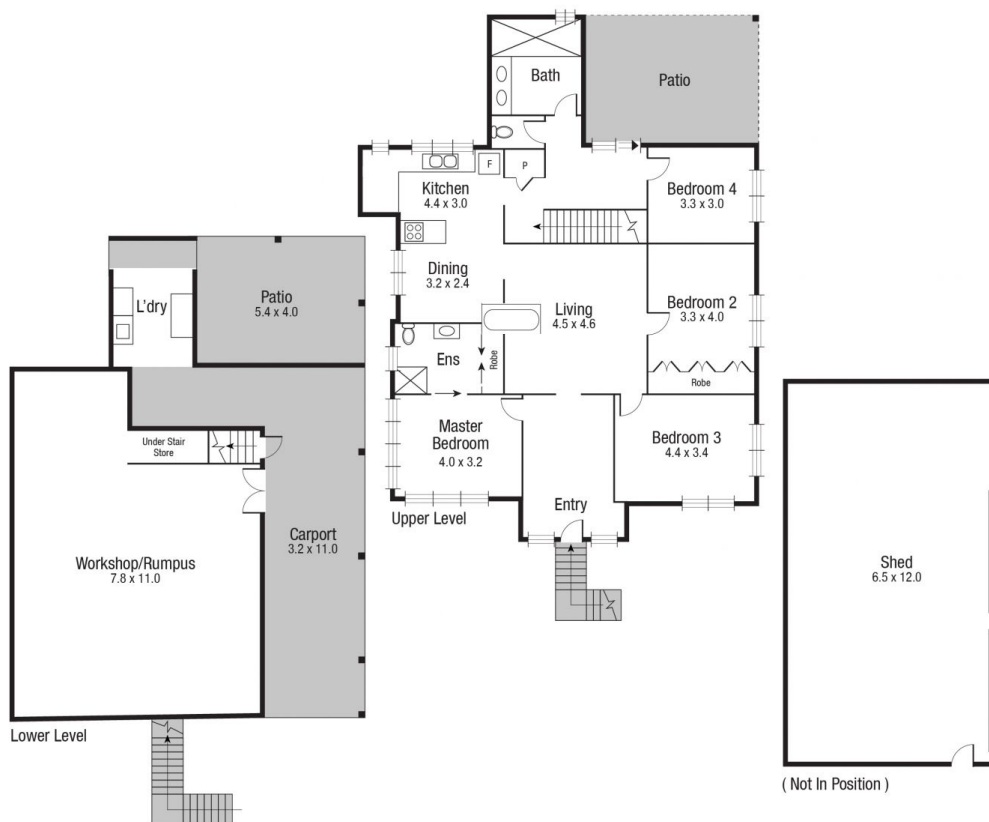 Bath
Patio
F
P
Kitchen
4.4 x 3.0
Bedroom 4
3.3 x 3.0
Dining
3.2 x 2.4
Living
4.5 x 4.6
Bedroom 2
3.3 x 4.0
Ens
Robe
Robe
Master
Bedroom
4.0 x 3.2
Bedroom 3
4.4 x 3.4
Entry
Upper Level
L'dry
Patio
5.4 x 4.0
Under Stair
Store
Carport
3.2 x 11.0
Workshop/Rumpus
7.8 x 11.0
Lower Level
Shed
6.5 x 12.0
( Not In Position )